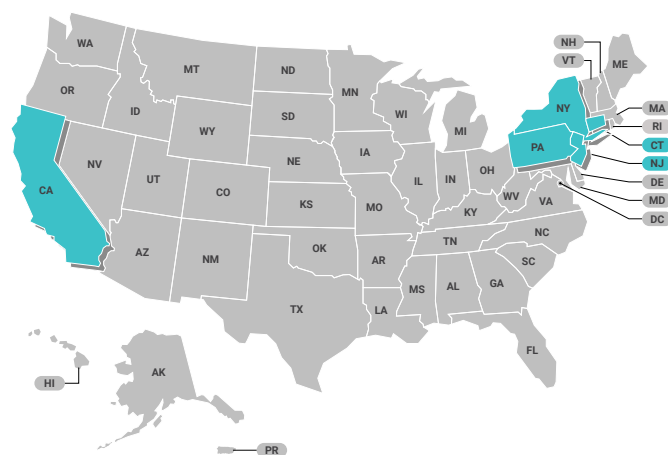 WA
NH
VT
ME
MT
ND
MN
OR
ID
SD
WI
NY
MA
MI
RI
WY
PA
CT
NE
IA
NJ
NV
OH
IL
IN
DE
UT
CA
CO
WV
VA
MD
KS
MO
KY
DC
NC
TN
OK
AZ
NM
AR
SC
MS
AL
GA
TX
LA
FL
AK
HI
PR